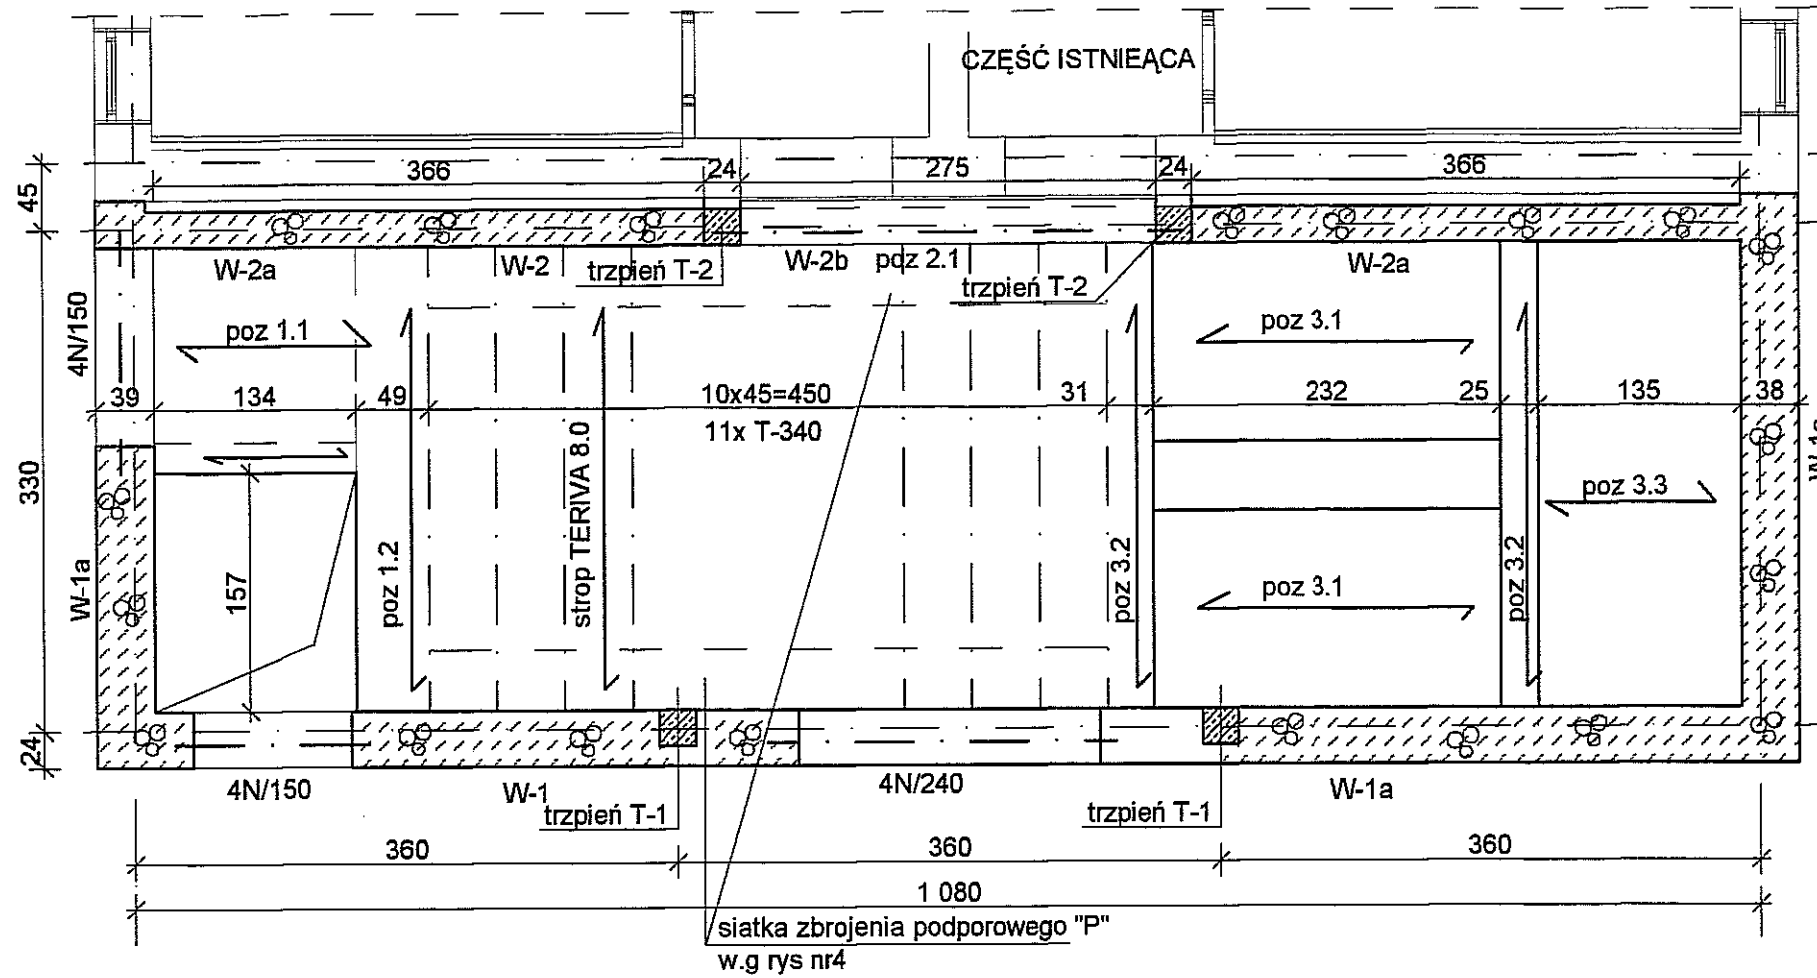 CZĘŚĆ ISTNIEĄCA
366
24
275
24
366
45
W-2a
W-2
trzpień T-2
W-2b
poz 2.1
trzpień T-2
W-2a
4N/150
poz 1.1
poz 3.1
39
134
49
10x45=450
31
232
25
135
38
11x T-340
330
strop TERIVA 8.0
poz 3.3
poz 1.2
poz 3.2
poz 3.2
W-1a
157
poz 3.1
24
4N/150
W-1
4N/240
W-1a
trzpień T-1
trzpień T-1
360
360
360
1 080
siatka zbrojenia podporowego "P"
w.g rys nr4